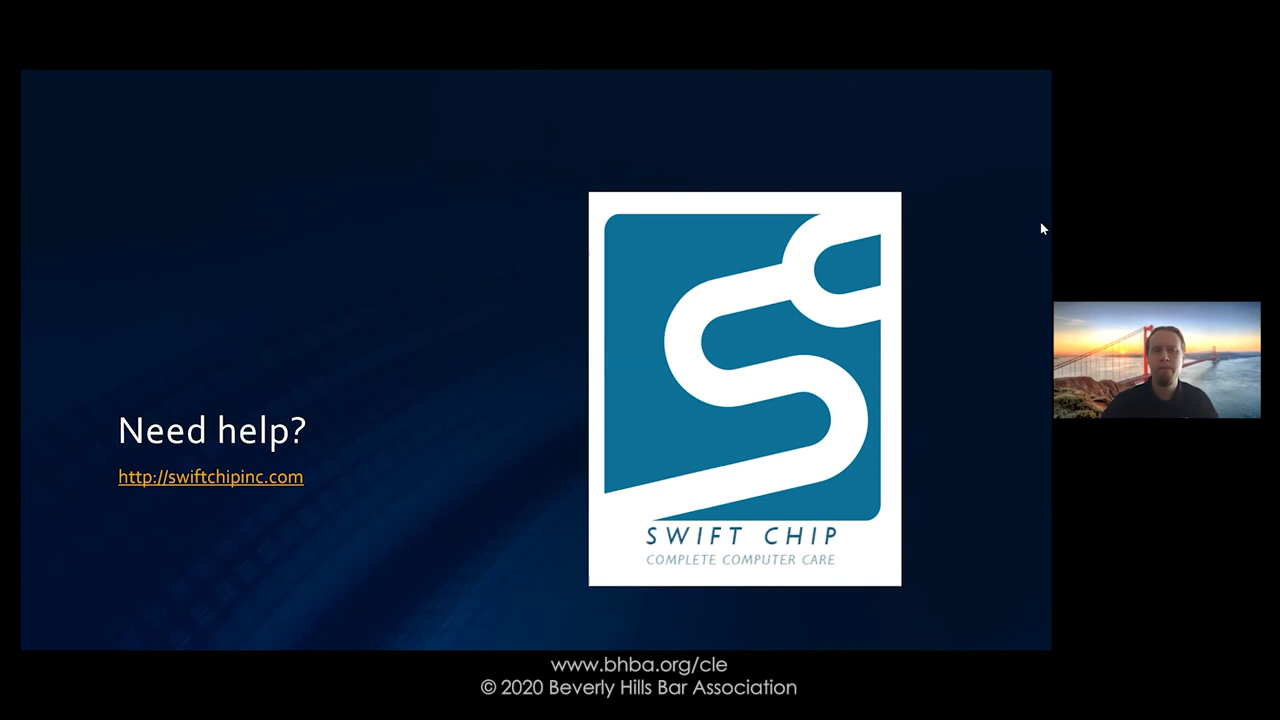 Need help?
http://swiftchipinc.com
SWIFT CHIP
COMPLETE COMPUTER CARE
www.bhba.org/cle
© 2020 Beverly Hills Bar Association